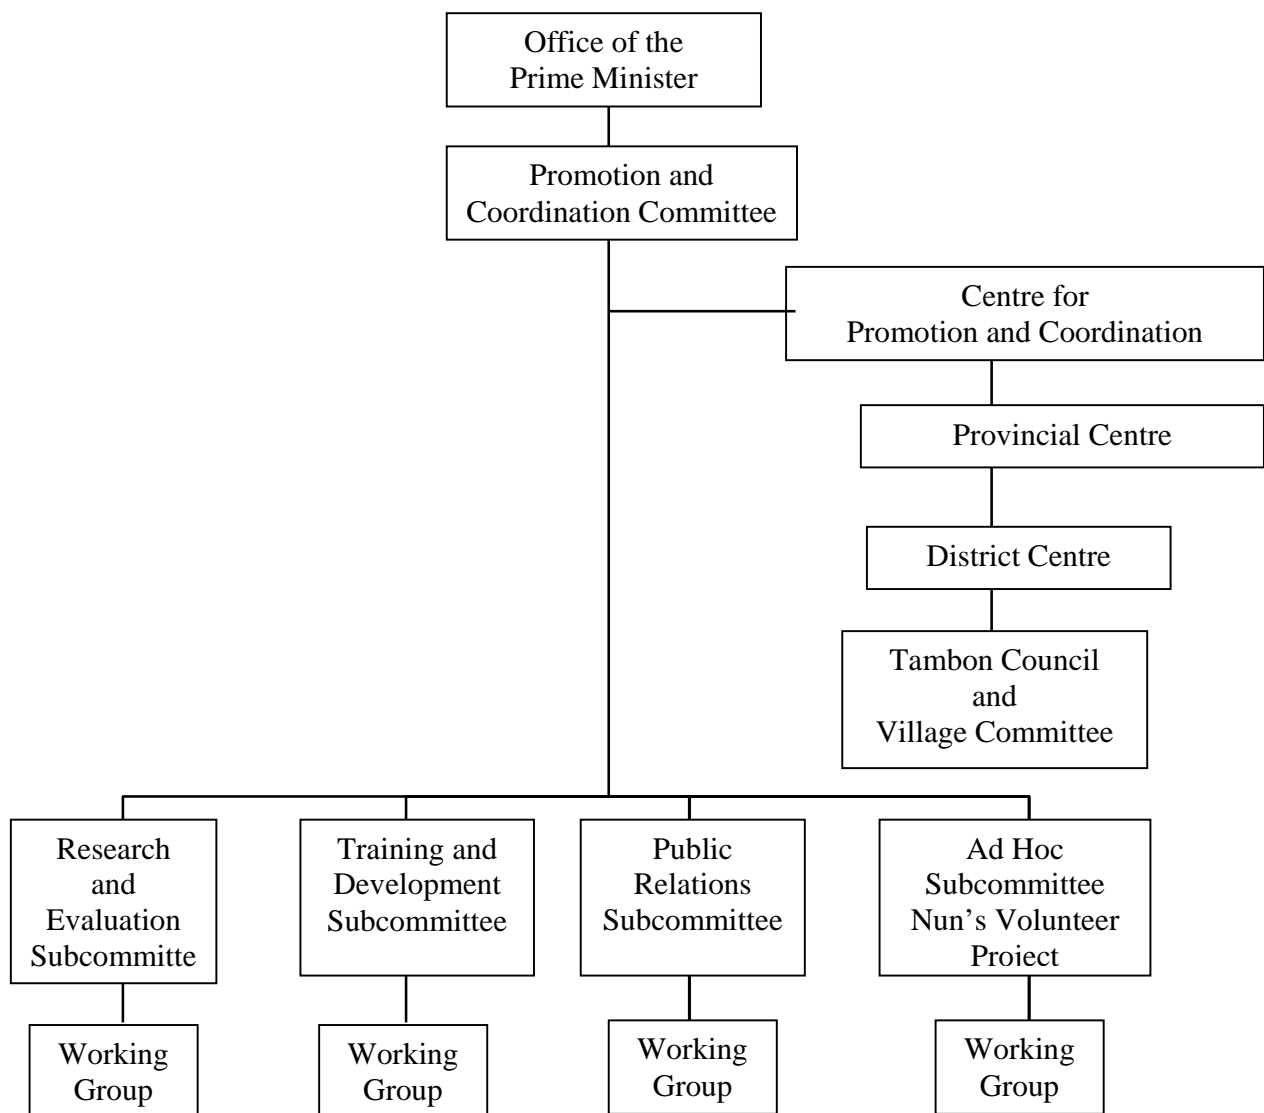 Office of the
Prime Minister
Promotion and
Coordination Committee
Centre for
Promotion and Coordination
Provincial Centre
District Centre
Tambon Council
and
Village Committee
Research
and
Evaluation
Subcommitte
Training and
Development
Subcommittee
Public
Relations
Subcommittee
Ad Hoc
Subcommittee
Nun’s Volunteer
Project
Working
Group
Working
Group
Working
Group
Working
Group